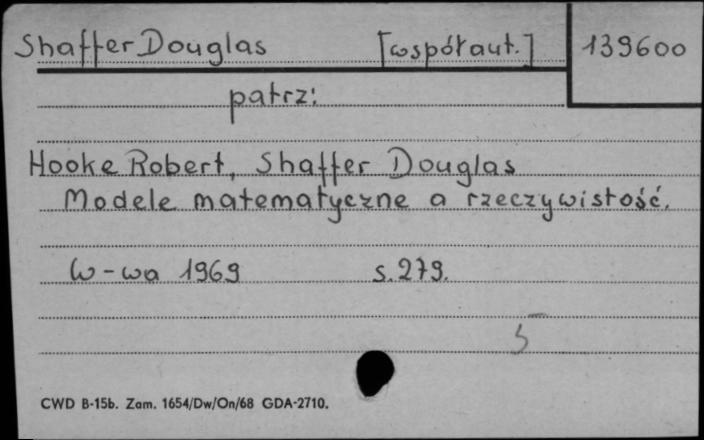 Shaffer Douglas [współaut.] 139600
patrz:
Hooke Robert, Shaffer Douglas
Modele matematyczne a rzeczywistość.
W-wa 1969 s. 279.
5
CWD B-15b. Zam. 1654/Dw/On/68 GDA-2710.